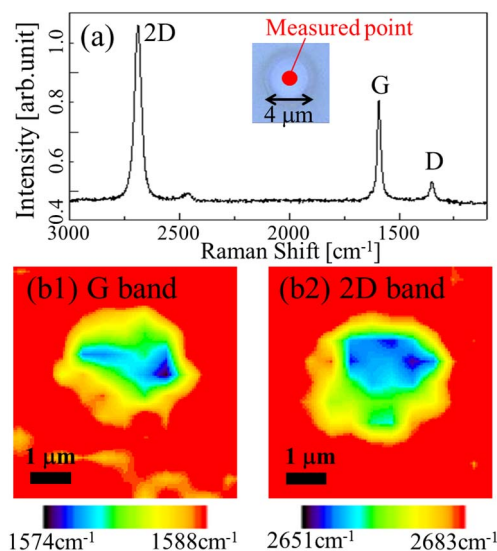 (a)
2D
Measured point
4 μm
G
D
Intensity [arb.unit]
1.0
0.8
0.6
0.4
3000
2500
2000
1500
Raman Shift [cm⁻¹]
(b1) G band
1 μm
1574cm⁻¹ 1588cm⁻¹
(b2) 2D band
1 μm
2651cm⁻¹ 2683cm⁻¹